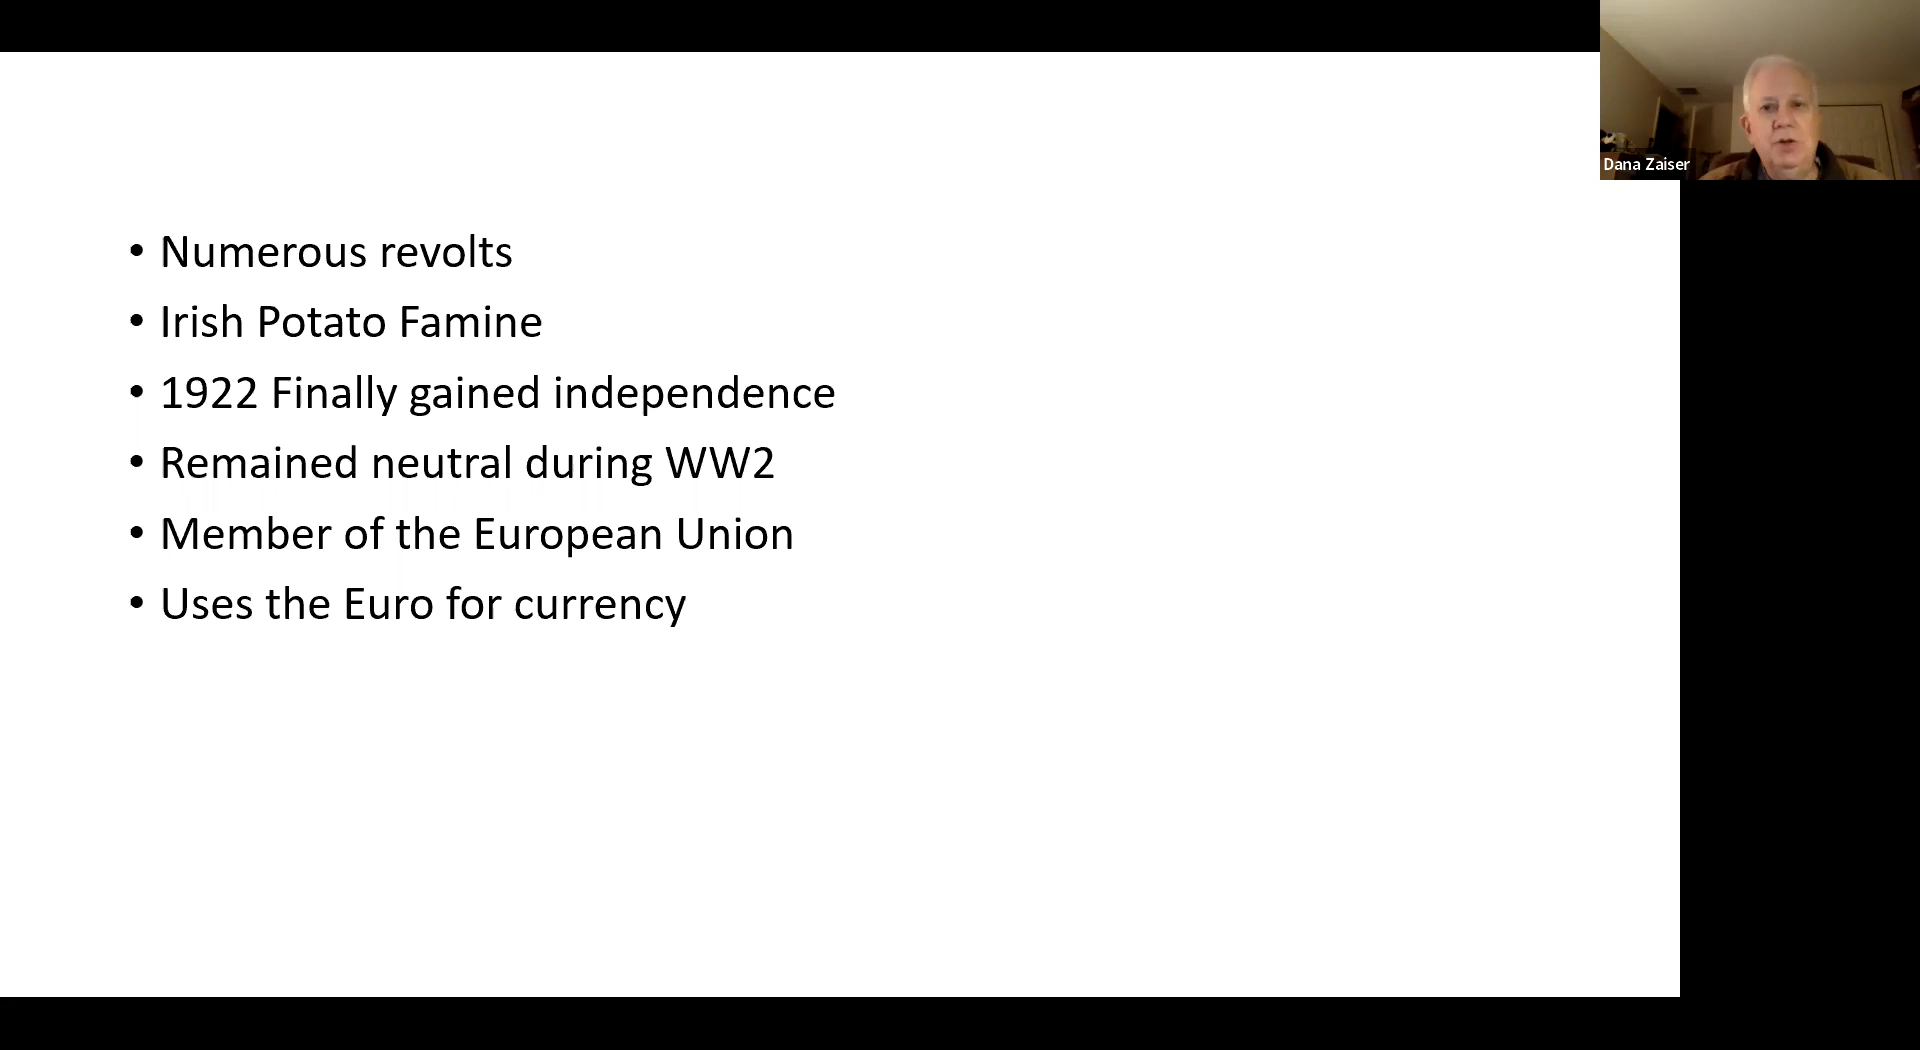 Dana Zaiser
• Numerous revolts
• Irish Potato Famine
• 1922 Finally gained independence
• Remained neutral during WW2
• Member of the European Union
• Uses the Euro for currency